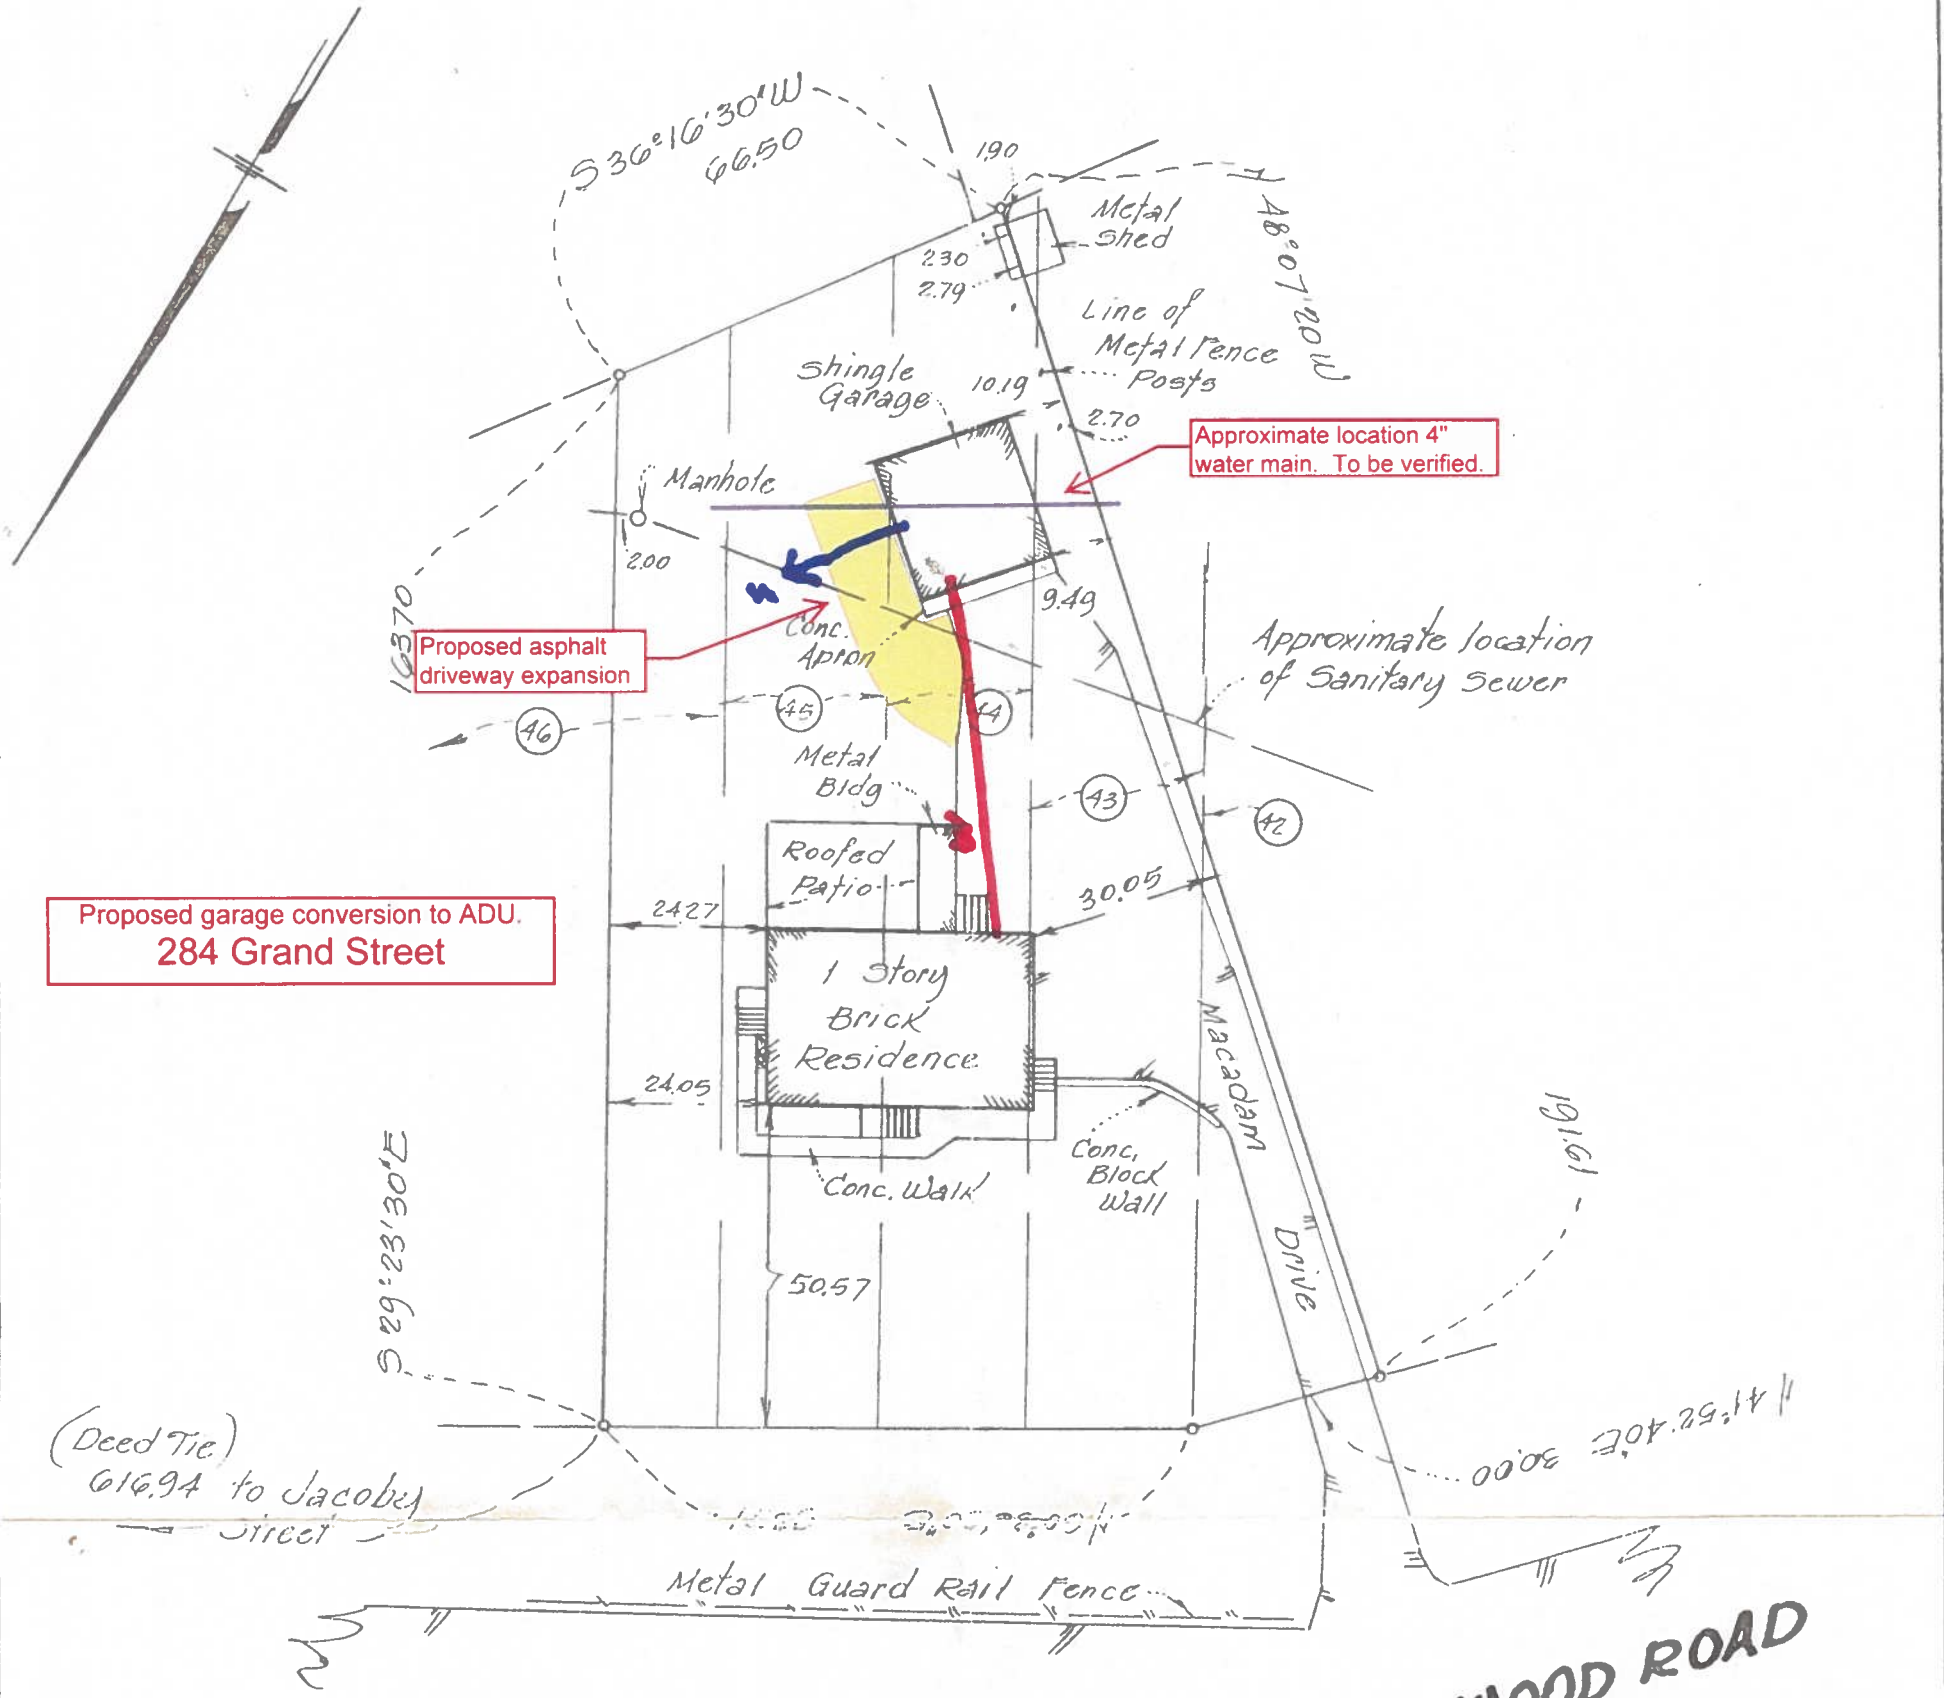 S 36°16'30"W
66.50
1.90
Metal
Shed
48°07'20W
2.30
2.79
Line of
Metal Fence
Posts
Shingle
Garage
10.19
2.70
Approximate location 4"
water main. To be verified.
Manhole
2.00
163.70
Proposed asphalt
driveway expansion
Conc.
Apron
9.49
Approximate location
of Sanitary Sewer
46
45
44
43
42
Metal
Bldg
Roofed
Patio
30.05
24.27
Proposed garage conversion to ADU.
284 Grand Street
1 Story
Brick
Residence
24.05
Macadam
Drive
Conc. Walk
Conc.
Block
Wall
191.61
S 29°23'30"E
50.57
41°52'40"E 30.00
(Deed Tie)
616.94 to Jacoby
Street
Metal Guard Rail Fence
ROAD